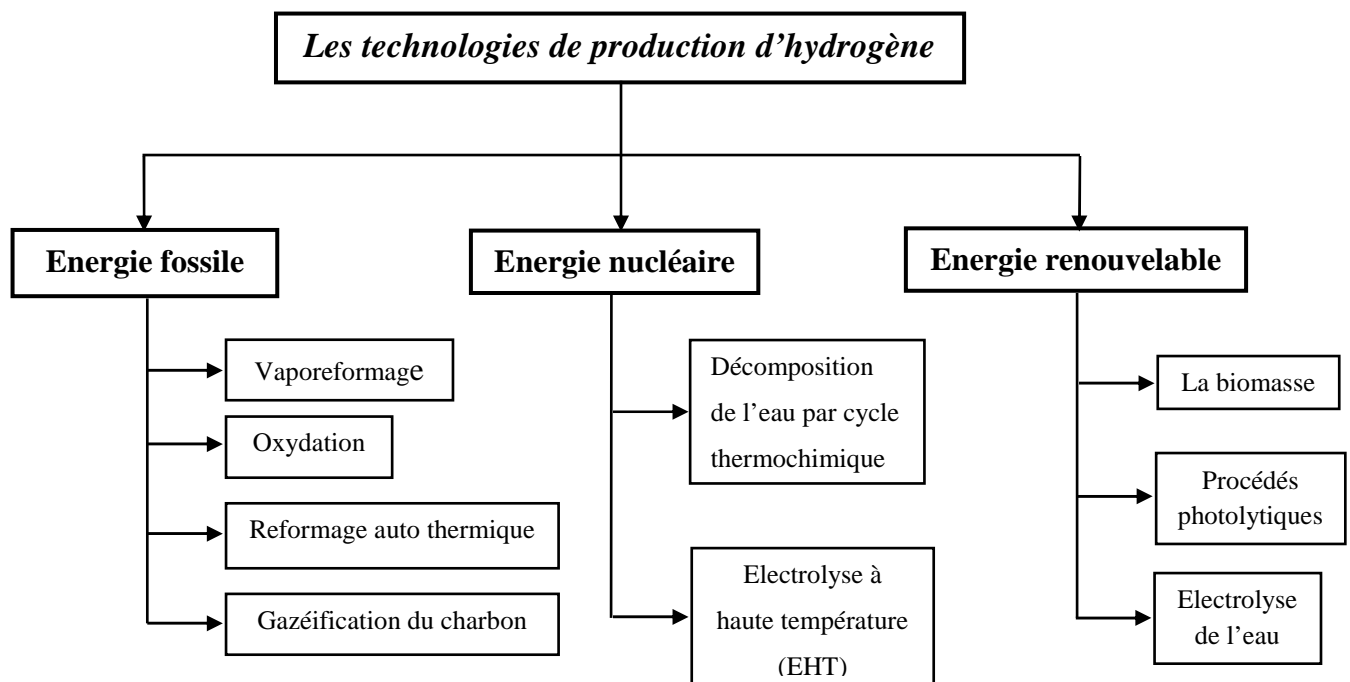 Les technologies de production d’hydrogène
Energie fossile
Vaporeformage
Oxydation
Reformage auto thermique
Gazéification du charbon
Energie nucléaire
Décomposition
de l’eau par cycle
thermochimique
Electrolyse à
haute température
(EHT)
Energie renouvelable
La biomasse
Procédés
photolytiques
Electrolyse
de l’eau